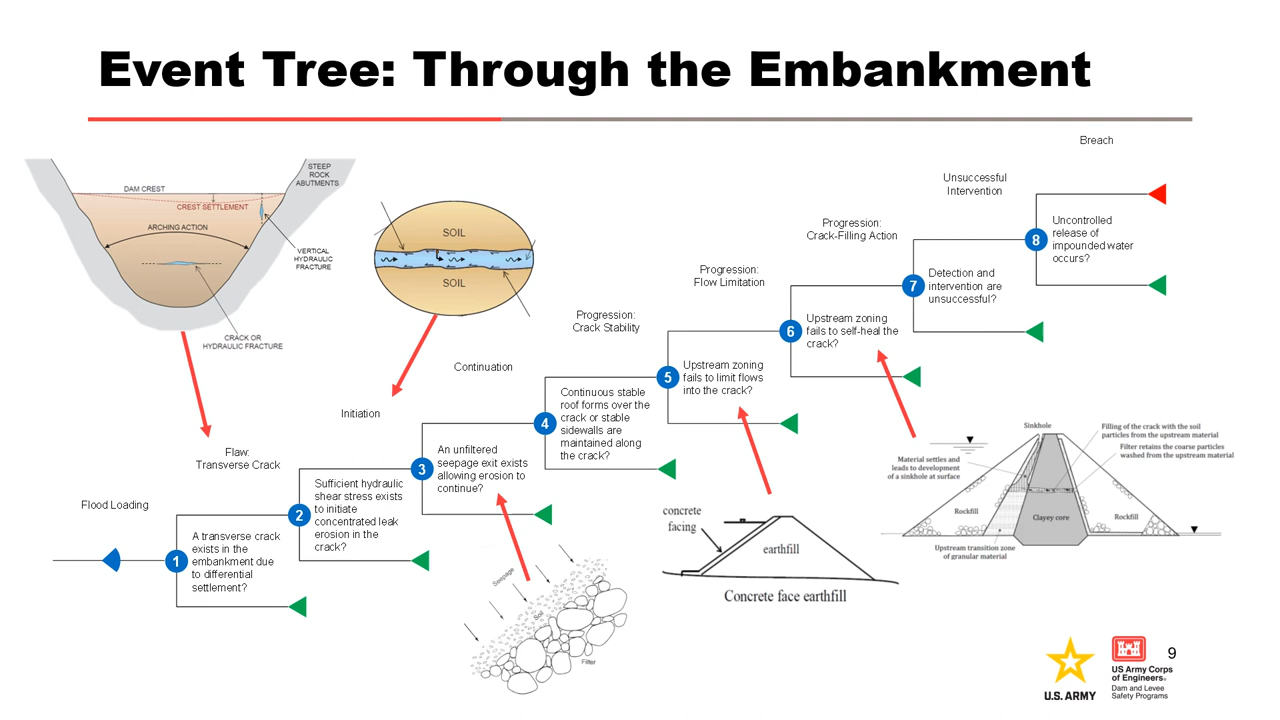 Event Tree: Through the Embankment
STEEP
ROCK
ABUTMENTS
DAM CREST
CREST SETTLEMENT
ARCHING ACTION
VERTICAL
HYDRAULIC
FRACTURE
CRACK OR
HYDRAULIC FRACTURE
SOIL
SOIL
Flood Loading
1
A transverse crack
exists in the
embankment due
to differential
settlement?
Flaw:
Transverse Crack
2
Sufficient hydraulic
shear stress exists
to initiate
concentrated leak
erosion in the
crack?
Initiation
3
An unfiltered
seepage exit exists
allowing erosion to
continue?
Continuation
4
Continuous stable
roof forms over the
crack or stable
sidewalls are
maintained along
the crack?
Progression:
Crack Stability
5
Upstream zoning
fails to limit flows
into the crack?
Progression:
Flow Limitation
6
Upstream zoning
fails to self-heal the
crack?
Progression:
Crack-Filling Action
7
Detection and
intervention are
unsuccessful?
Unsuccessful
Intervention
8
Uncontrolled
release of
impounded water
occurs?
Breach
Seepage
Soil
Filter
concrete
facing
earthfill
Concrete face earthfill
Sinkhole
Filling of the crack with the soil
particles from the upstream material
Filter retains the coarse particles
washed from the upstream material
Material settles and
leads to development
of a sinkhole at surface
Rockfill
Clayey core
Rockfill
Upstream transition zone
of granular material
U.S. ARMY
US Army Corps
of Engineers®
Dam and Levee
Safety Programs
9